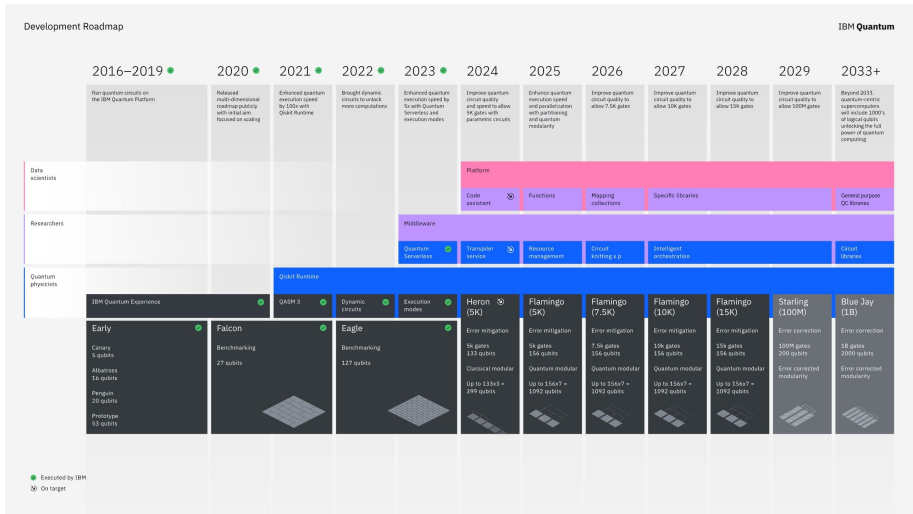 Development Roadmap
IBM Quantum
2016–2019
2020
2021
2022
2023
2024
2025
2026
2027
2028
2029
2033+
Ran quantum circuits on
the IBM Quantum Platform
Released
multi-dimensional
roadmap publicly
with initial aim
focused on scaling
Enhanced quantum
execution speed
by 100x with
Qiskit Runtime
Brought dynamic
circuits to unlock
more computations
Enhanced quantum
execution speed by
5x with Quantum
Serverless and
execution modes
Improve quantum
circuit quality
and speed to allow
5K gates with
parametric circuits
Enhance quantum
execution speed
and parallelization
with partitioning
and quantum
modularity
Improve quantum
circuit quality to
allow 7.5K gates
Improve quantum
circuit quality to
allow 10K gates
Improve quantum
circuit quality to
allow 15K gates
Improve quantum
circuit quality to
allow 100M gates
Beyond 2033,
quantum-centric
supercomputers
will include 1000's
of logical qubits
unlocking the full
power of quantum
computing
Data
scientists
Platform
Code
assistant
Functions
Mapping
collections
Specific libraries
General purpose
QC libraries
Researchers
Middleware
Quantum
Serverless
Transpiler
service
Resource
management
Circuit
knitting x p
Intelligent
orchestration
Circuit
libraries
Quantum
physicists
Qiskit Runtime
IBM Quantum Experience
QASM 3
Dynamic
circuits
Execution
modes
Heron
(5K)
Flamingo
(5K)
Flamingo
(7.5K)
Flamingo
(10K)
Flamingo
(15K)
Starling
(100M)
Blue Jay
(1B)
Early
Canary
5 qubits
Albatross
16 qubits
Penguin
20 qubits
Prototype
53 qubits
Falcon
Benchmarking
27 qubits
Eagle
Benchmarking
127 qubits
Error mitigation
5k gates
133 qubits
Classical modular
Up to 133x3 =
399 qubits
Error mitigation
5k gates
156 qubits
Quantum modular
Up to 156x7 =
1092 qubits
Error mitigation
7.5k gates
156 qubits
Quantum modular
Up to 156x7 =
1092 qubits
Error mitigation
10k gates
156 qubits
Quantum modular
Up to 156x7 =
1092 qubits
Error mitigation
15k gates
156 qubits
Quantum modular
Up to 156x7 =
1092 qubits
Error correction
100M gates
200 qubits
Error corrected
modularity
Error correction
1B gates
2000 qubits
Error corrected
modularity
Executed by IBM
On target